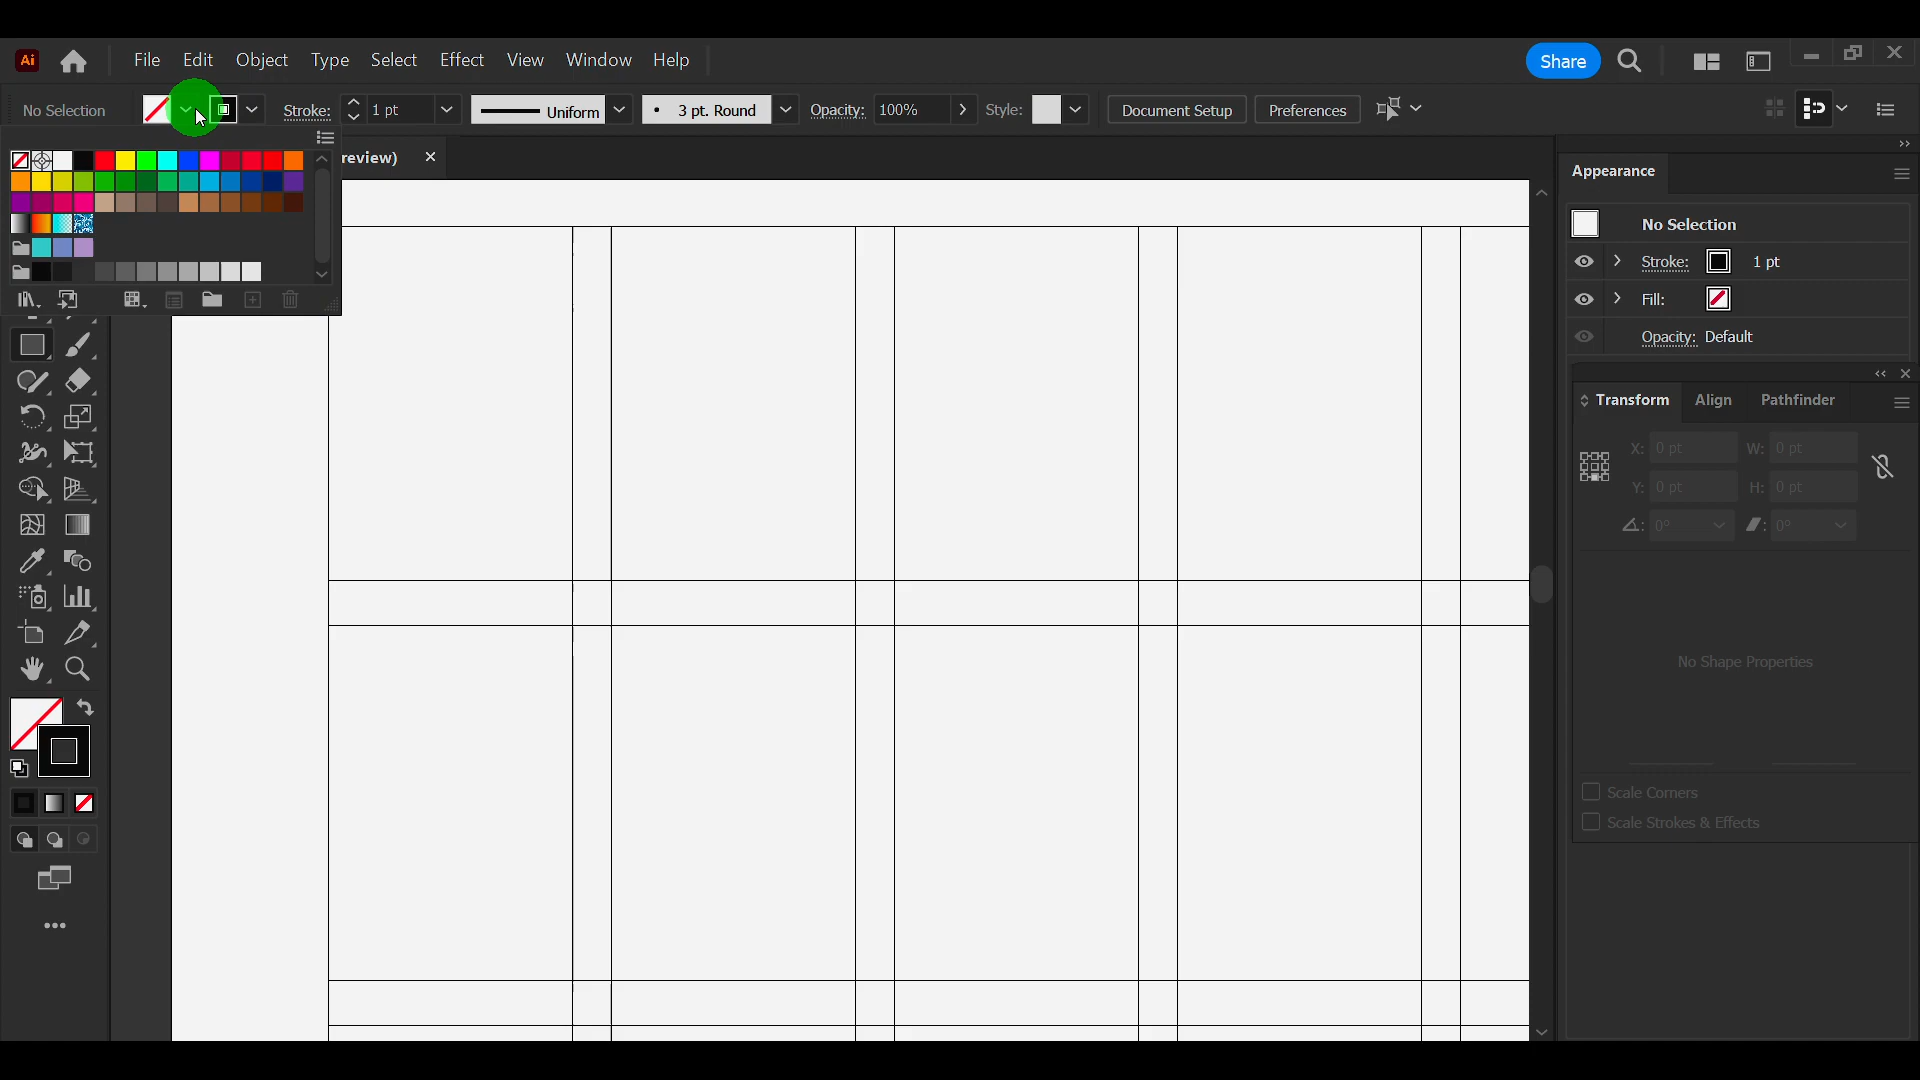 Ai File Edit Object Type Select Effect View Window Help Share
No Selection Stroke: 1 pt Uniform 3 pt. Round Opacity: 100% Style: Document Setup Preferences
review)
Appearance
No Selection
Stroke: 1 pt
Fill:
Opacity: Default
Transform Align Pathfinder
X: 0 pt W: 0 pt
Y: 0 pt H: 0 pt
0° 0°
No Shape Properties
Scale Corners
Scale Strokes & Effects